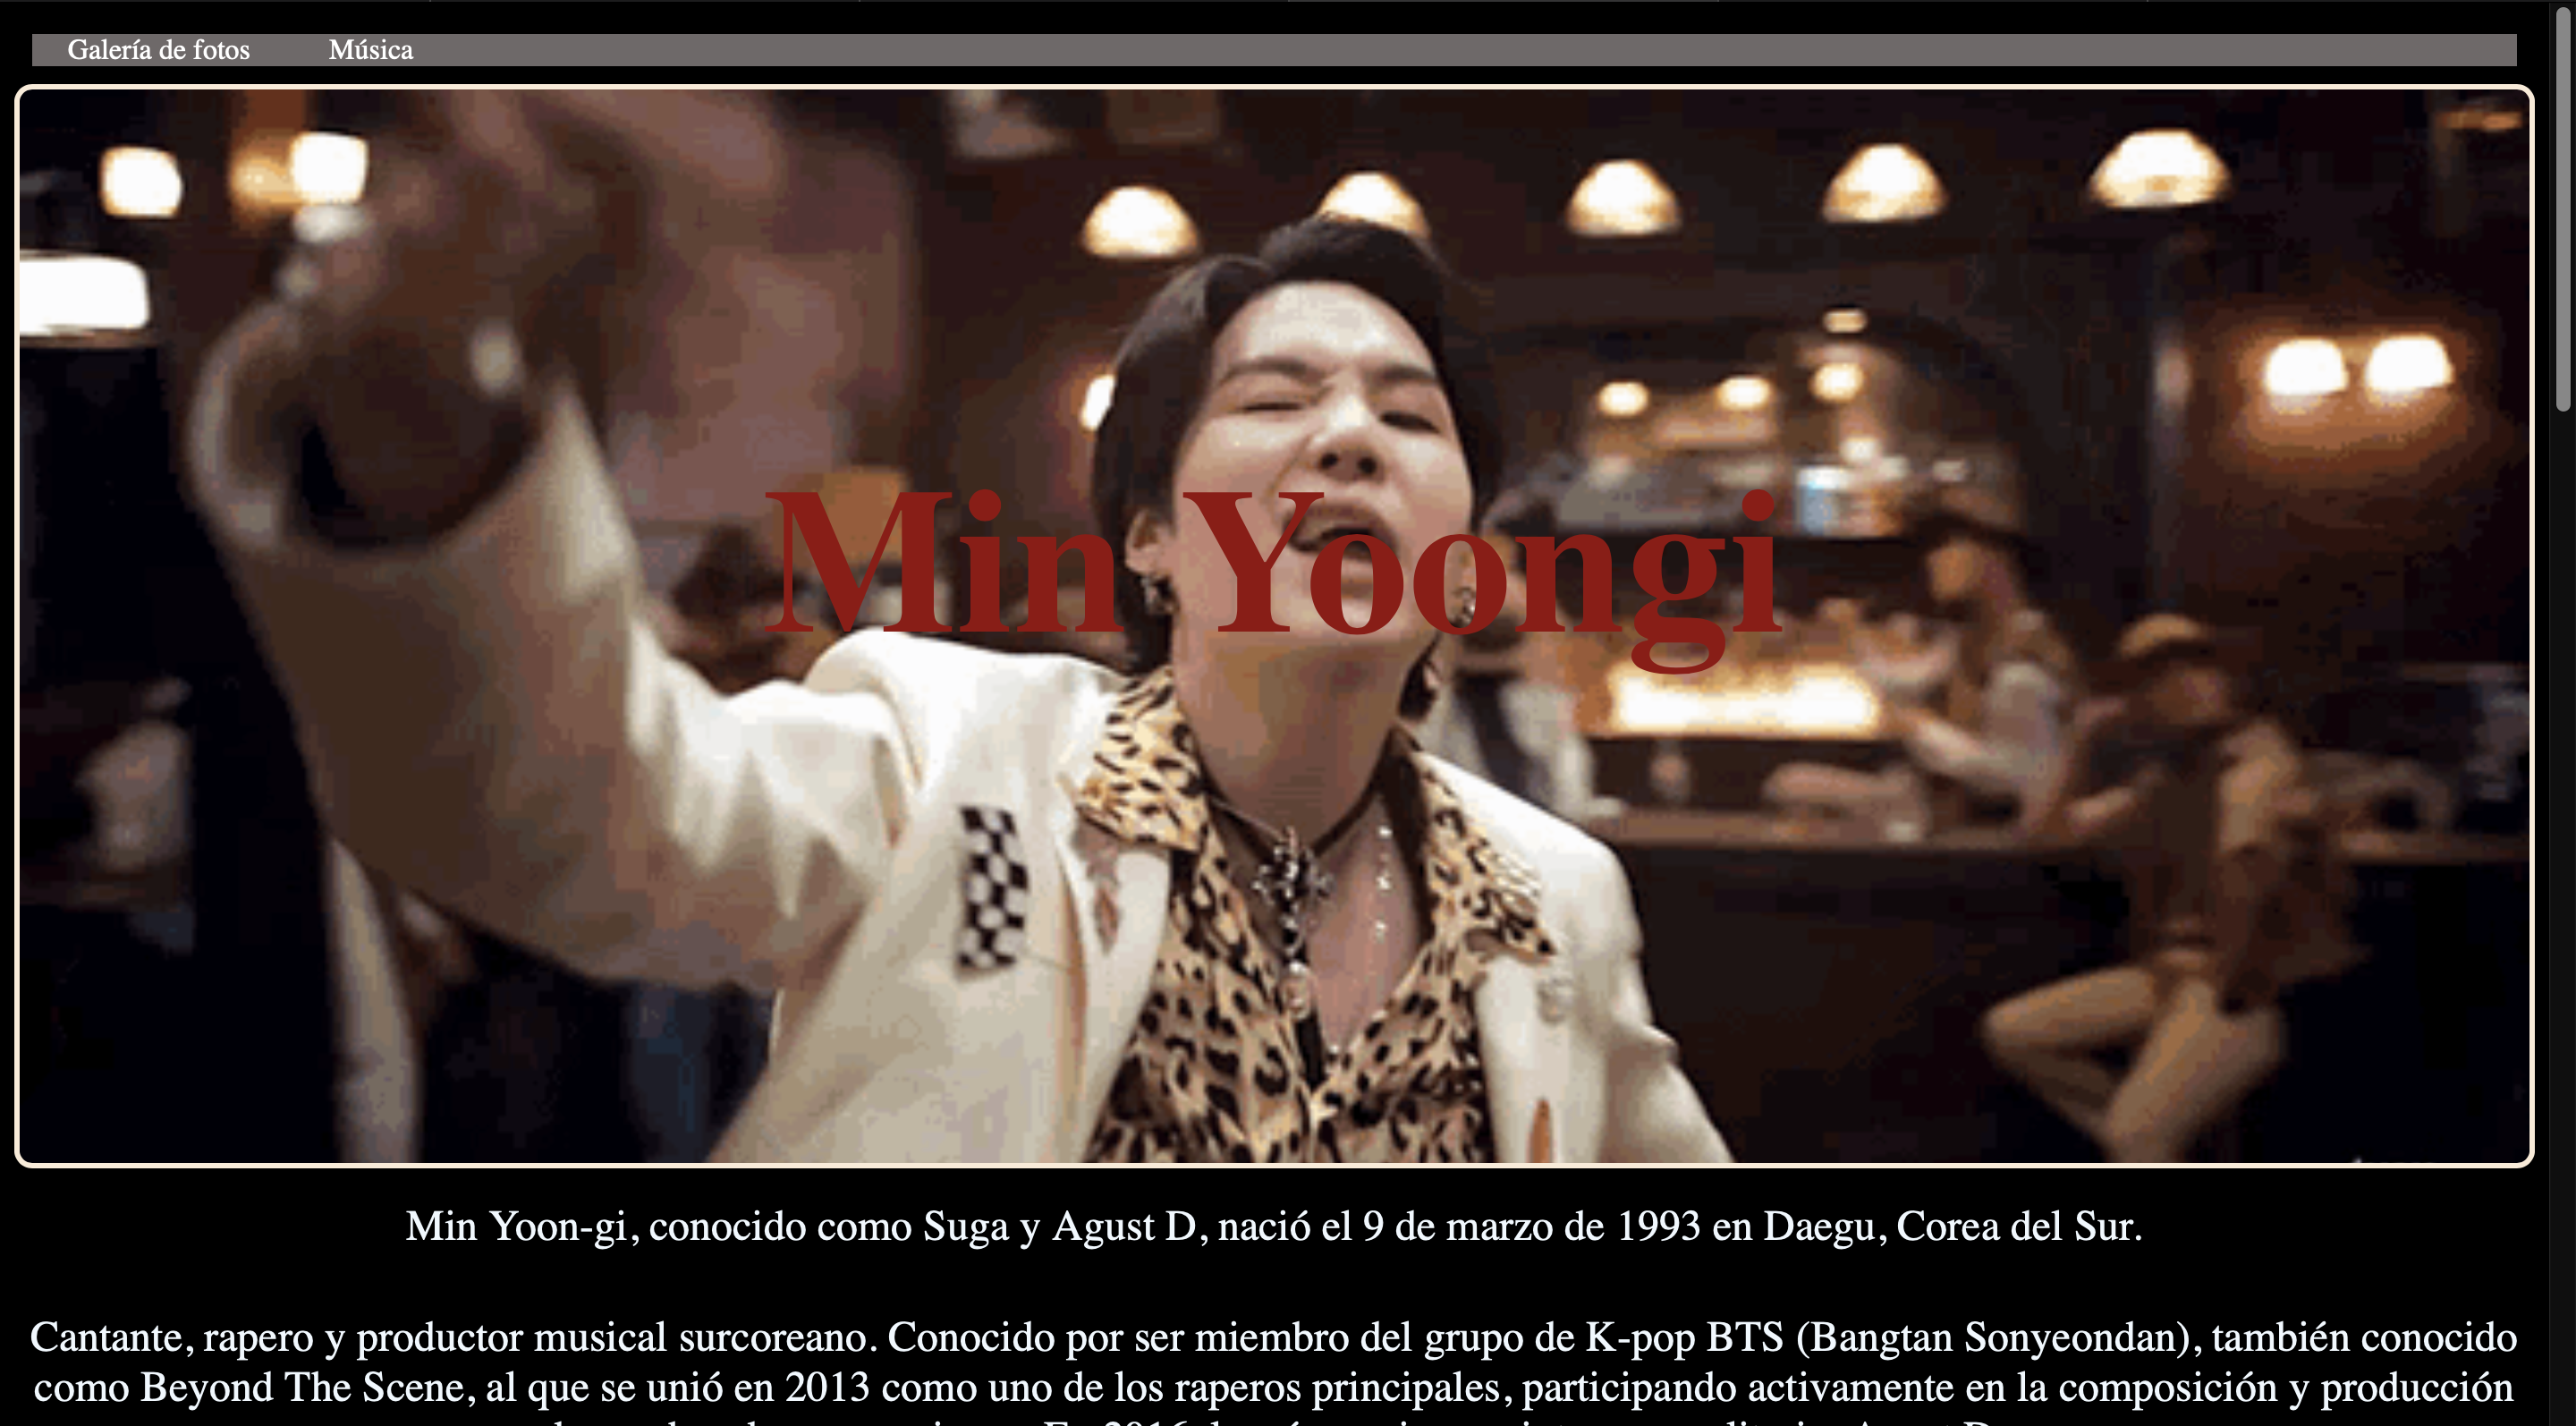 Galería de fotos Música
Min Yoongi
Min Yoon-gi, conocido como Suga y Agust D, nació el 9 de marzo de 1993 en Daegu, Corea del Sur.
Cantante, rapero y productor musical surcoreano. Conocido por ser miembro del grupo de K-pop BTS (Bangtan Sonyeondan), también conocido
como Beyond The Scene, al que se unió en 2013 como uno de los raperos principales, participando activamente en la composición y producción